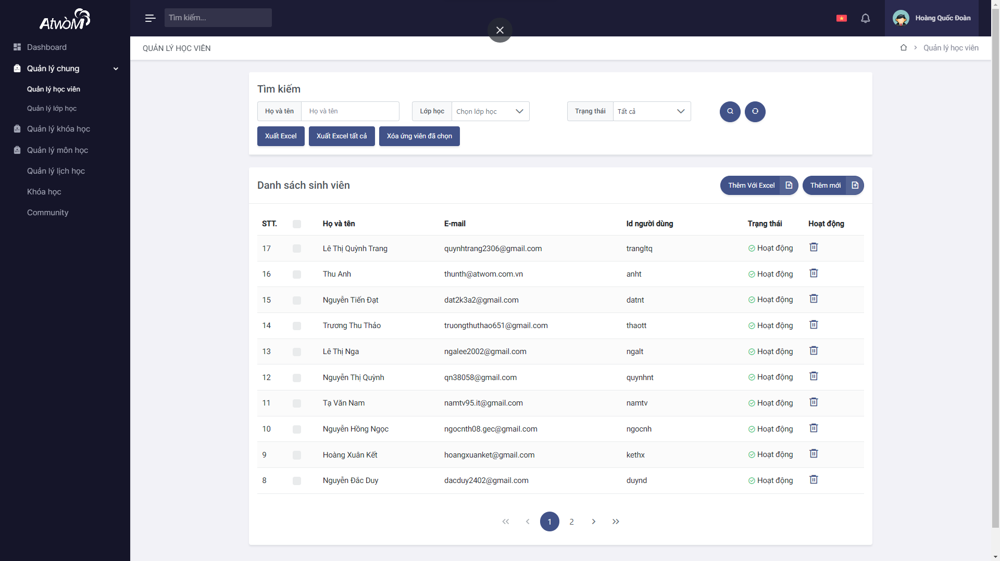 Atwom
Tìm kiếm...
Hoàng Quốc Đoàn
Dashboard
Quản lý chung
Quản lý học viên
Quản lý lớp học
Quản lý khóa học
Quản lý môn học
Quản lý lịch học
Khóa học
Community
QUẢN LÝ HỌC VIÊN
Quản lý học viên
Tìm kiếm
Họ và tên Họ và tên Lớp học Chọn lớp học Trạng thái Tất cả
Xuất Excel Xuất Excel tất cả Xóa ứng viên đã chọn
Danh sách sinh viên Thêm Với Excel Thêm mới
STT. Họ và tên E-mail Id người dùng Trạng thái Hoạt động
17 Lê Thị Quỳnh Trang quynhtrang2306@gmail.com trangltq Hoạt động
16 Thu Anh thunth@atwom.com.vn anht Hoạt động
15 Nguyễn Tiến Đạt dat2k3a2@gmail.com datnt Hoạt động
14 Trương Thu Thảo truongthuthao651@gmail.com thaott Hoạt động
13 Lê Thị Nga ngalee2002@gmail.com ngalt Hoạt động
12 Nguyễn Thị Quỳnh qn38058@gmail.com quynhnt Hoạt động
11 Tạ Văn Nam namtv95.it@gmail.com namtv Hoạt động
10 Nguyễn Hồng Ngọc ngocnth08.gec@gmail.com ngocnh Hoạt động
9 Hoàng Xuân Kết hoangxuanket@gmail.com kethx Hoạt động
8 Nguyễn Đắc Duy dacduy2402@gmail.com duynd Hoạt động
1 2